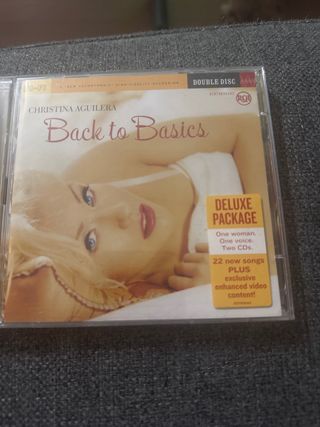 DOUBLE DISC
RCA
CHRISTINA AGUILERA
Back to Basics
DELUXE
PACKAGE
One woman.
One voice.
Two CDs.
22 new songs
PLUS
exclusive
enhanced video
content!